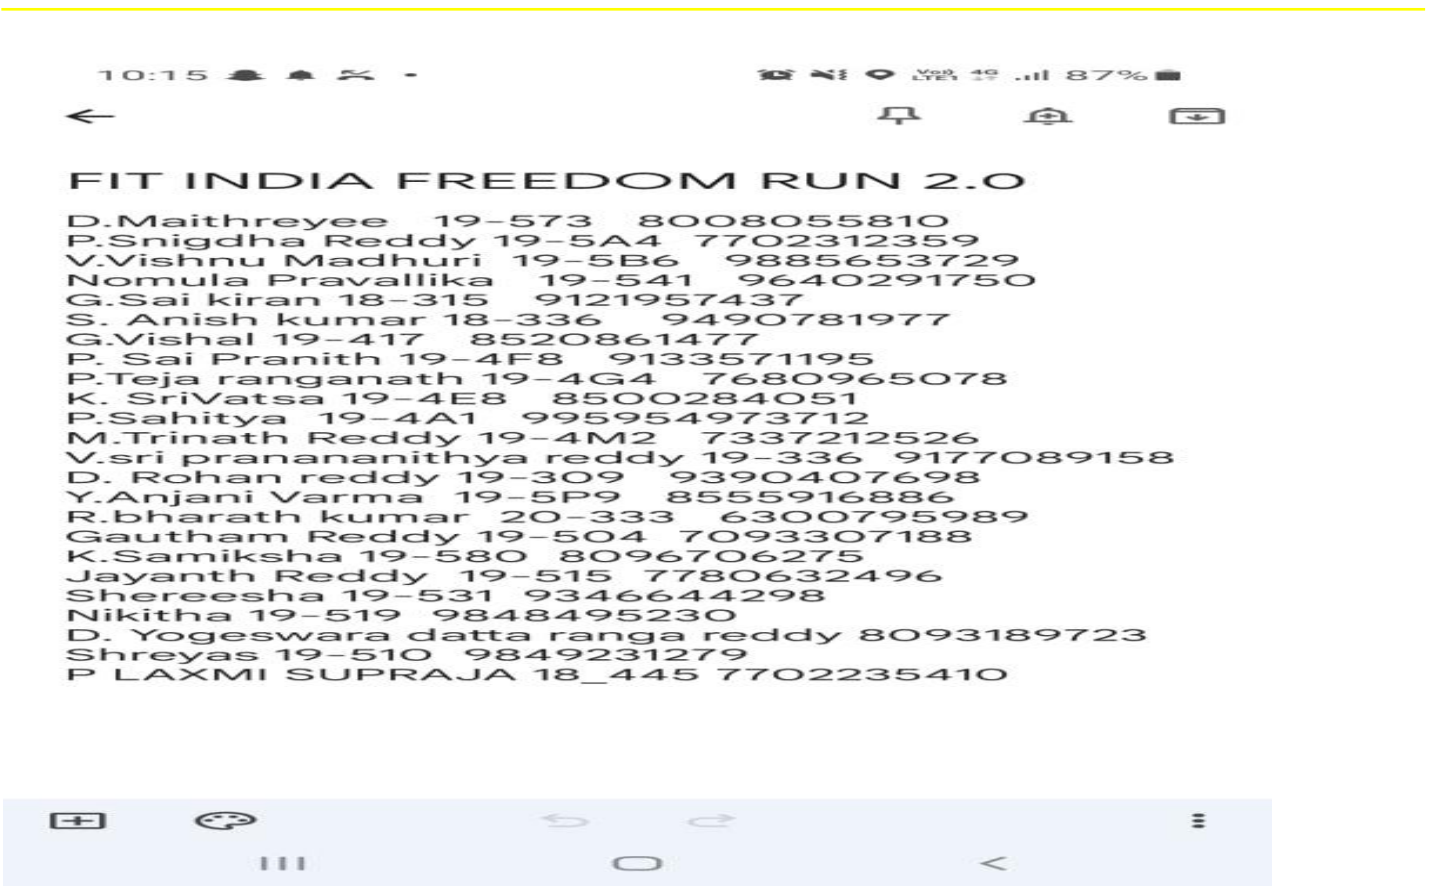 10:15 87%
FIT INDIA FREEDOM RUN 2.0
D.Maithreyee 19-573 8008055810
P.Snigdha Reddy 19-5A4 7702312359
V.Vishnu Madhuri 19-5B6 9885653729
Nomula Pravallika 19-541 9640291750
G.Sai kiran 18-315 9121957437
S. Anish kumar 18-336 9490781977
G.Vishal 19-417 8520861477
P. Sai Pranith 19-4F8 9133571195
P.Teja ranganath 19-4G4 7680965078
K. SriVatsa 19-4E8 8500284051
P.Sahitya 19-4A1 995954973712
M.Trinath Reddy 19-4M2 7337212526
V.sri pranananithya reddy 19-336 9177089158
D. Rohan reddy 19-309 9390407698
Y.Anjani Varma 19-5P9 8555916886
R.bharath kumar 20-333 6300795989
Gautham Reddy 19-504 7093307188
K.Samiksha 19-580 8096706275
Jayanth Reddy 19-515 7780632496
Shereesha 19-531 9346644298
Nikitha 19-519 9848495230
D. Yogeswara datta ranga reddy 8093189723
Shreyas 19-510 9849231279
P LAXMI SUPRAJA 18_445 7702235410